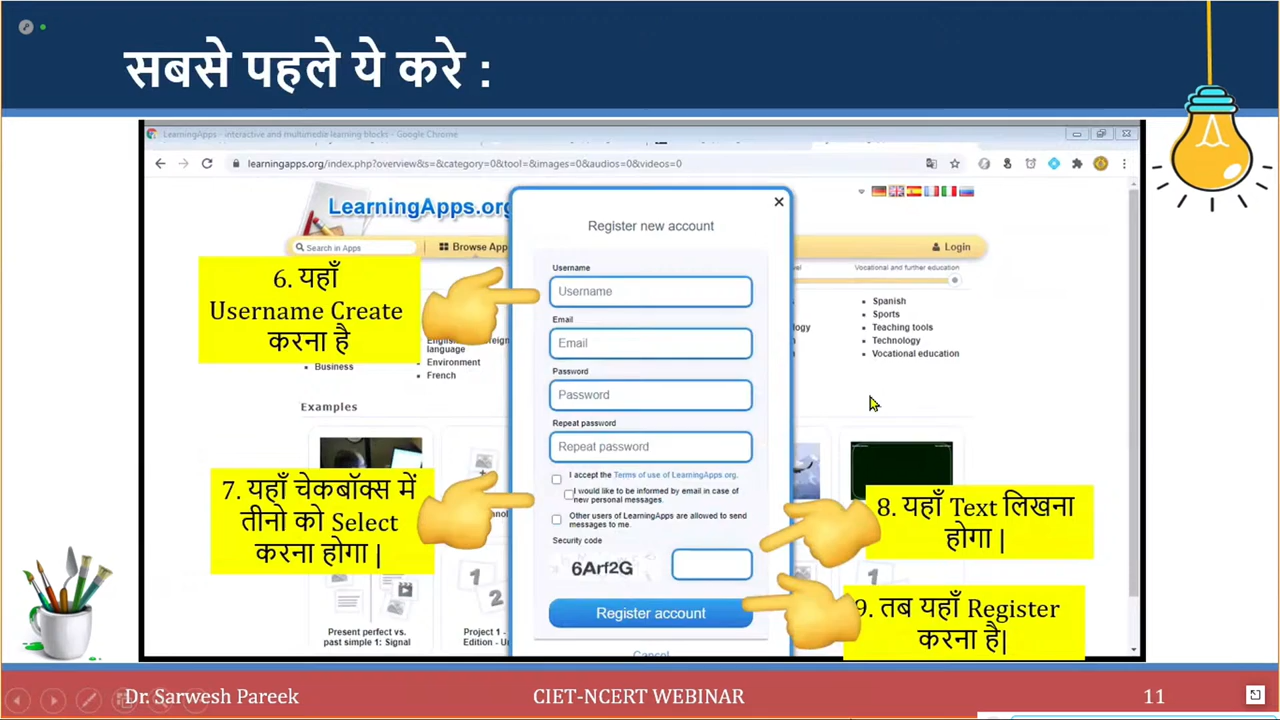 सबसे पहले ये करे :
LearningApps - interactive and multimedia learning blocks - Google Chrome
learningapps.org/index.php?overview&s=&category=0&tool=&images=0&audios=0&videos=0
LearningApps.org
Register new account
Search in Apps
Browse App
Login
Vocational and further education
Username
Username
6. यहाँ
Username Create
करना है
Email
Email
Password
Password
Repeat password
Repeat password
language
Environment
French
Business
Spanish
Sports
Teaching tools
Technology
Vocational education
Examples
I accept the Terms of use of LearningApps.org.
I would like to be informed by email in case of
new personal messages.
Other users of LearningApps are allowed to send
messages to me.
7. यहाँ चेकबॉक्स में
तीनो को Select
करना होगा |
8. यहाँ Text लिखना
होगा |
Security code
6Arf2G
Register account
Cancel
9. तब यहाँ Register
करना है|
1
2
1
Present perfect vs.
past simple 1: Signal
Project 1 -
Dr. Sarwesh Pareek
CIET-NCERT WEBINAR
11